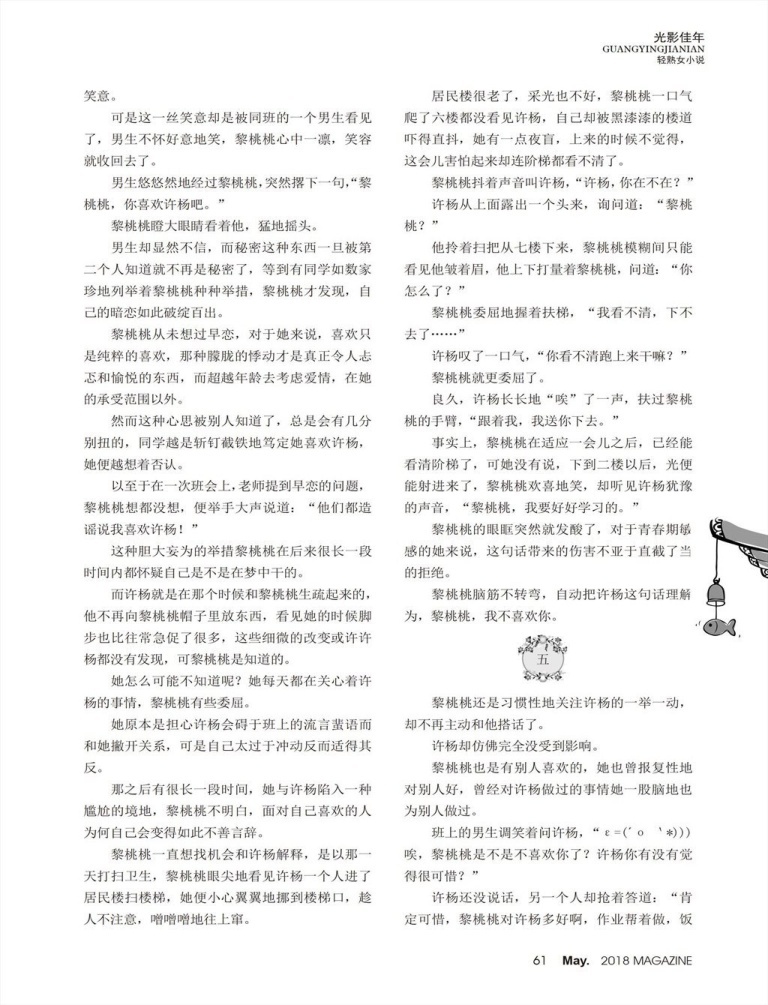 光影佳年
GUANGYINGJIANIAN
轻熟女小说
笑意。
可是这一丝笑意却是被同班的一个男生看见
了，男生不怀好意地笑，黎桃桃心中一凛，笑容
就收回去了。
男生悠悠然地经过黎桃桃，突然撂下一句，“黎
桃桃，你喜欢许杨吧。”
黎桃桃瞪大眼睛看着他，猛地摇头。
男生却显然不信，而秘密这种东西一旦被第
二个人知道就不再是秘密了，等到有同学如数家
珍地列举着黎桃桃种种举措，黎桃桃才发现，自
己的暗恋如此破绽百出。
黎桃桃从未想过早恋，对于她来说，喜欢只
是纯粹的喜欢，那种朦胧的悸动才是真正令人忐
忑和愉悦的东西，而超越年龄去考虑爱情，在她
的承受范围以外。
然而这种心思被别人知道了，总是会有几分
别扭的，同学越是斩钉截铁地笃定她喜欢许杨，
她便越想着否认。
以至于在一次班会上，老师提到早恋的问题，
黎桃桃想都没想，便举手大声说道：“他们都造
谣说我喜欢许杨！”
这种胆大妄为的举措黎桃桃在后来很长一段
时间内都怀疑自己是不是在梦中干的。
而许杨就是在那个时候和黎桃桃生疏起来的，
他不再向黎桃桃帽子里放东西，看见她的时候脚
步也比往常急促了很多，这些细微的改变或许许
杨都没有发现，可黎桃桃是知道的。
她怎么可能不知道呢？她每天都在关心着许
杨的事情，黎桃桃有些委屈。
她原本是担心许杨会碍于班上的流言蜚语而
和她撇开关系，可是自己太过于冲动反而适得其
反。
那之后有很长一段时间，她与许杨陷入一种
尴尬的境地，黎桃桃不明白，面对自己喜欢的人
为何自己会变得如此不善言辞。
黎桃桃一直想找机会和许杨解释，是以那一
天打扫卫生，黎桃桃眼尖地看见许杨一个人进了
居民楼扫楼梯，她便小心翼翼地挪到楼梯口，趁
人不注意，噌噌噌地往上窜。
居民楼很老了，采光也不好，黎桃桃一口气
爬了六楼都没看见许杨，自己却被黑漆漆的楼道
吓得直抖，她有一点夜盲，上来的时候不觉得，
这会儿害怕起来却连阶梯都看不清了。
黎桃桃抖着声音叫许杨，“许杨，你在不在？”
许杨从上面露出一个头来，询问道：“黎桃
桃？”
他拎着扫把从七楼下来，黎桃桃模糊间只能
看见他皱着眉，他上下打量着黎桃桃，问道：“你
怎么了？”
黎桃桃委屈地握着扶梯，“我看不清，下不
去了……”
许杨叹了一口气，“你看不清跑上来干嘛？”
黎桃桃就更委屈了。
良久，许杨长长地“唉”了一声，扶过黎桃
桃的手臂，“跟着我，我送你下去。”
事实上，黎桃桃在适应一会儿之后，已经能
看清阶梯了，可她没有说，下到二楼以后，光便
能射进来了，黎桃桃欢喜地笑，却听见许杨犹豫
的声音，“黎桃桃，我要好好学习的。”
黎桃桃的眼眶突然就发酸了，对于青春期敏
感的她来说，这句话带来的伤害不亚于直截了当
的拒绝。
黎桃桃脑筋不转弯，自动把许杨这句话理解
为，黎桃桃，我不喜欢你。
五
黎桃桃还是习惯性地关注许杨的一举一动，
却不再主动和他搭话了。
许杨却仿佛完全没受到影响。
黎桃桃也是有别人喜欢的，她也曾报复性地
对别人好，曾经对许杨做过的事情她一股脑地也
为别人做过。
班上的男生调笑着问许杨，“ε=(´ο｀*)))
唉，黎桃桃是不是不喜欢你了？许杨你有没有觉
得很可惜？”
许杨还没说话，另一个人却抢着答道：“肯
定可惜，黎桃桃对许杨多好啊，作业帮着做，饭
61 May. 2018 MAGAZINE